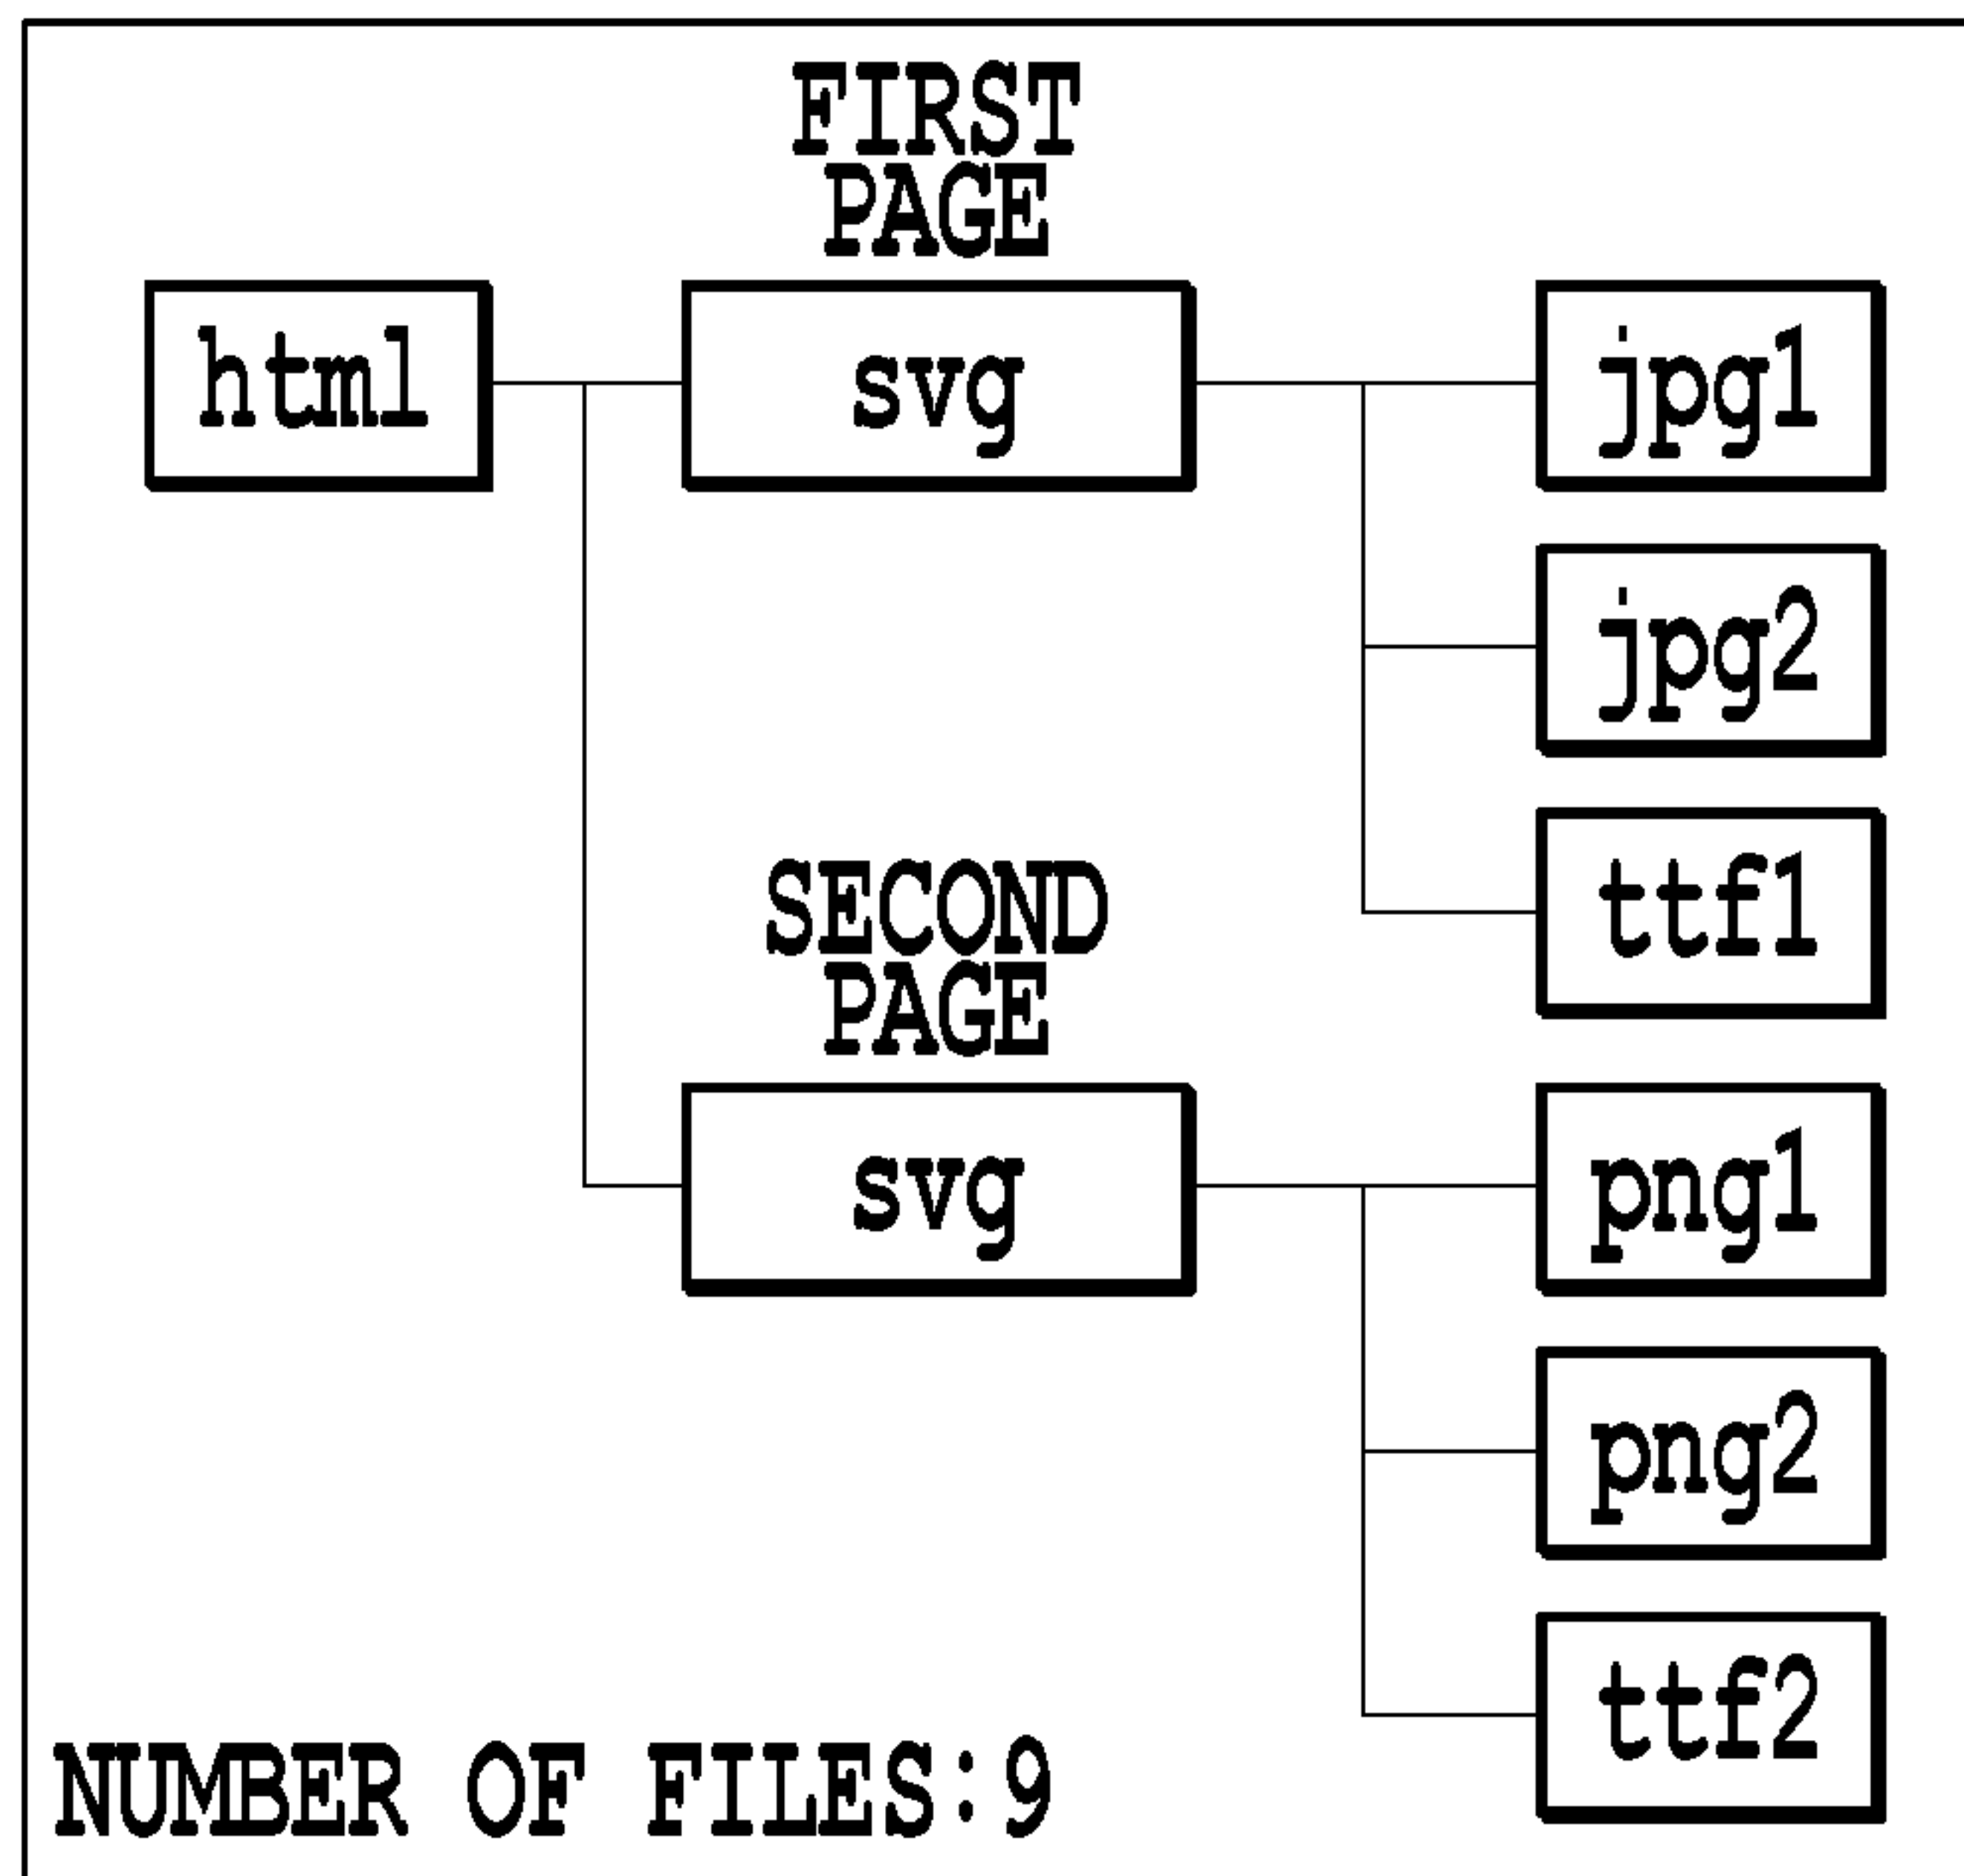 FIRST
PAGE
html
svg
jpg1
jpg2
ttf1
SECOND
PAGE
svg
png1
png2
ttf2
NUMBER OF FILES:9